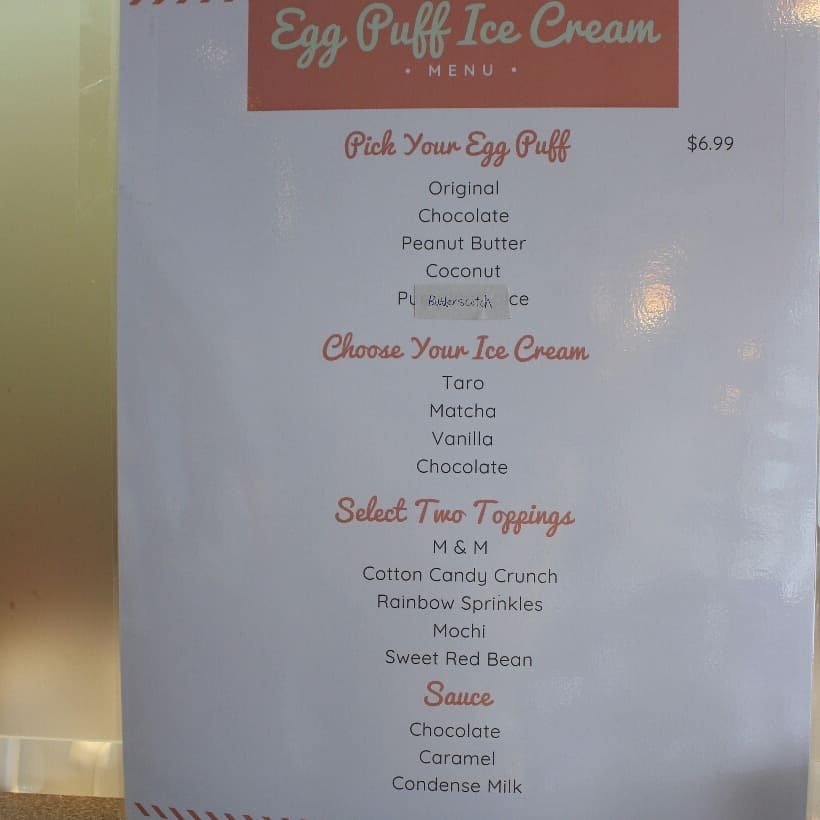 Egg Puff Ice Cream
• MENU •
Pick Your Egg Puff $6.99
Original
Chocolate
Peanut Butter
Coconut
Butterscotch
Choose Your Ice Cream
Taro
Matcha
Vanilla
Chocolate
Select Two Toppings
M & M
Cotton Candy Crunch
Rainbow Sprinkles
Mochi
Sweet Red Bean
Sauce
Chocolate
Caramel
Condense Milk